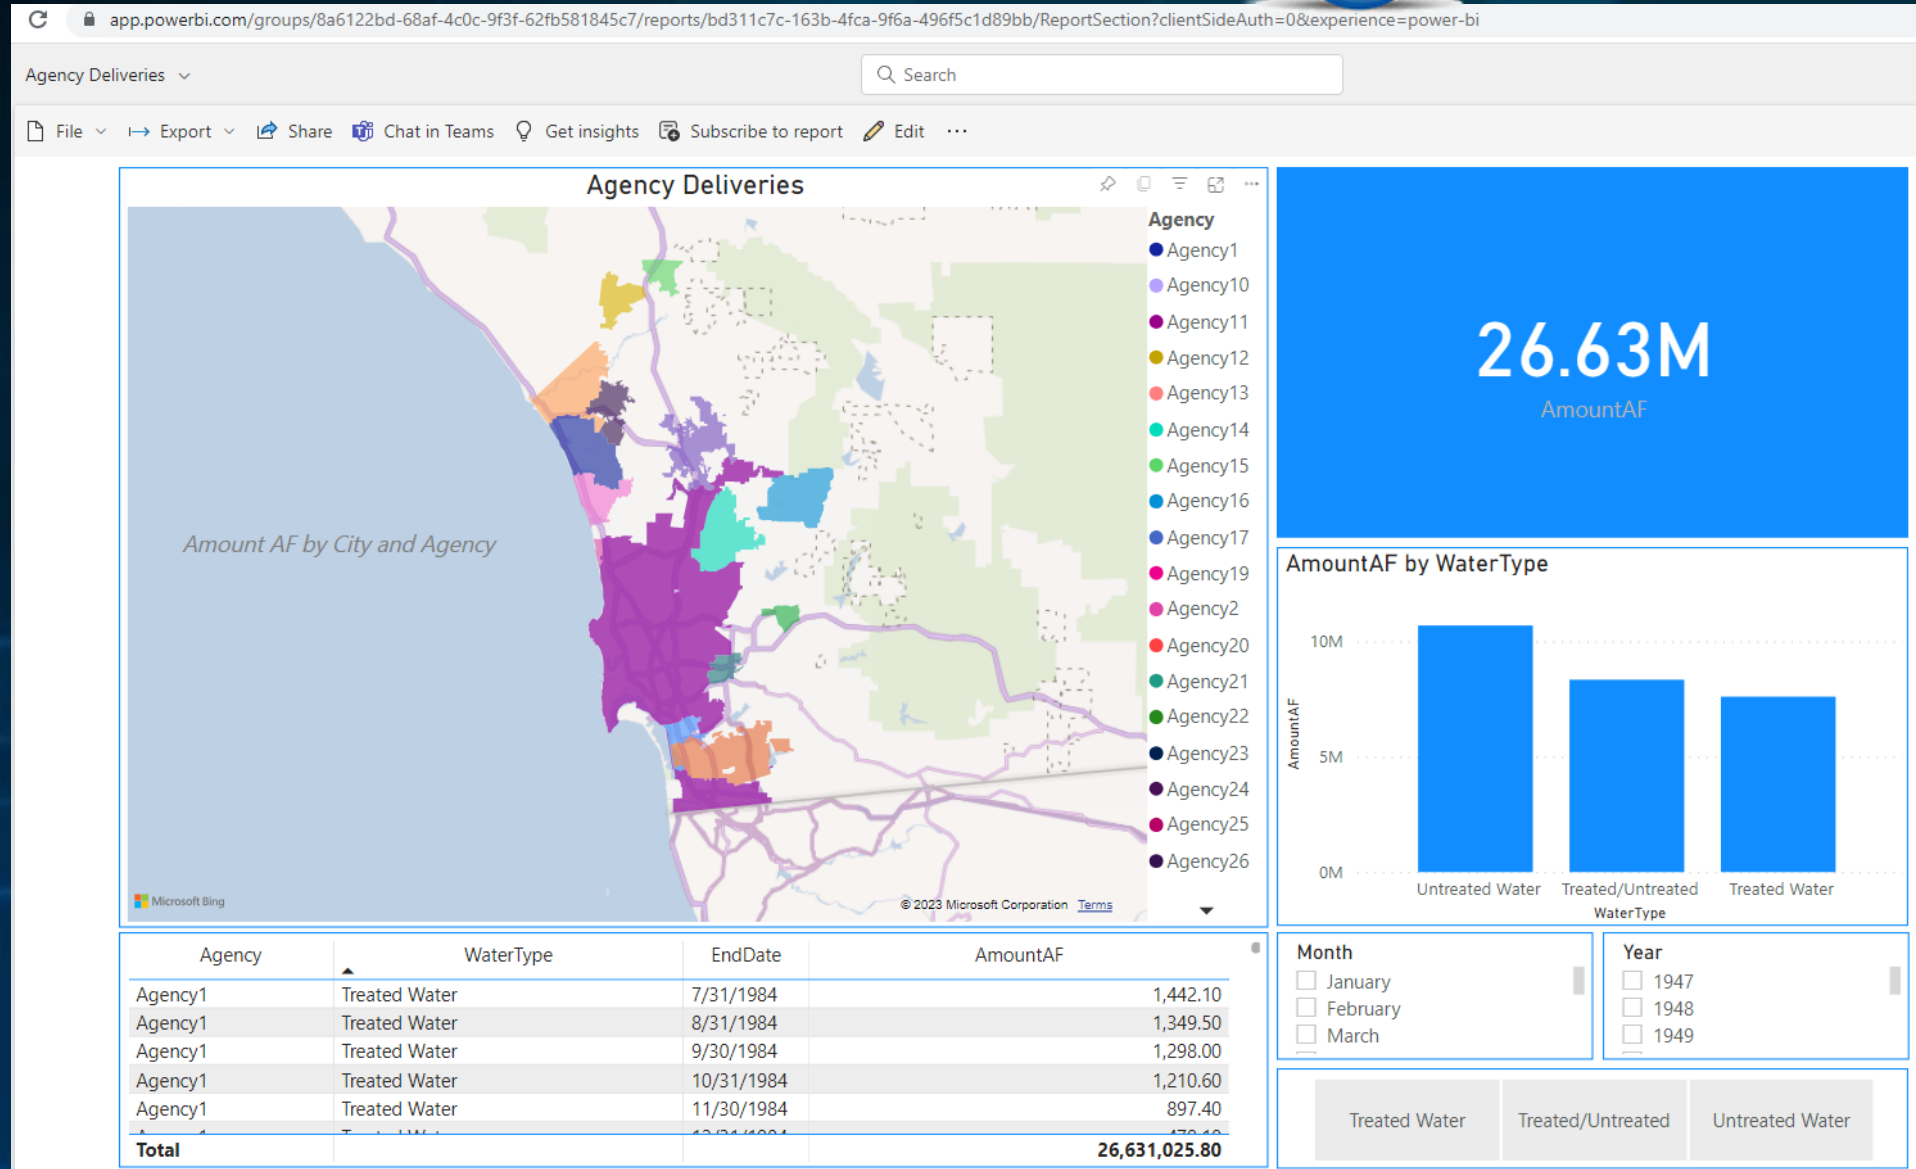 app.powerbi.com/groups/8a6122bd-68af-4c0c-9f3f-62fb581845c7/reports/bd311c7c-163b-4fca-9f6a-496f5c1d89bb/ReportSection?clientSideAuth=0&experience=power-bi
Agency Deliveries
Search
File Export Share Chat in Teams Get insights Subscribe to report Edit ...
Agency Deliveries
Amount AF by City and Agency
Microsoft Bing
© 2023 Microsoft Corporation Terms
Agency
Agency1
Agency10
Agency11
Agency12
Agency13
Agency14
Agency15
Agency16
Agency17
Agency19
Agency2
Agency20
Agency21
Agency22
Agency23
Agency24
Agency25
Agency26
26.63M
AmountAF
AmountAF by WaterType
AmountAF
10M
5M
0M
Untreated Water Treated/Untreated Treated Water
WaterType
Agency WaterType EndDate AmountAF
Agency1 Treated Water 7/31/1984 1,442.10
Agency1 Treated Water 8/31/1984 1,349.50
Agency1 Treated Water 9/30/1984 1,298.00
Agency1 Treated Water 10/31/1984 1,210.60
Agency1 Treated Water 11/30/1984 897.40
Total 26,631,025.80
Month
January
February
March
Year
1947
1948
1949
Treated Water Treated/Untreated Untreated Water